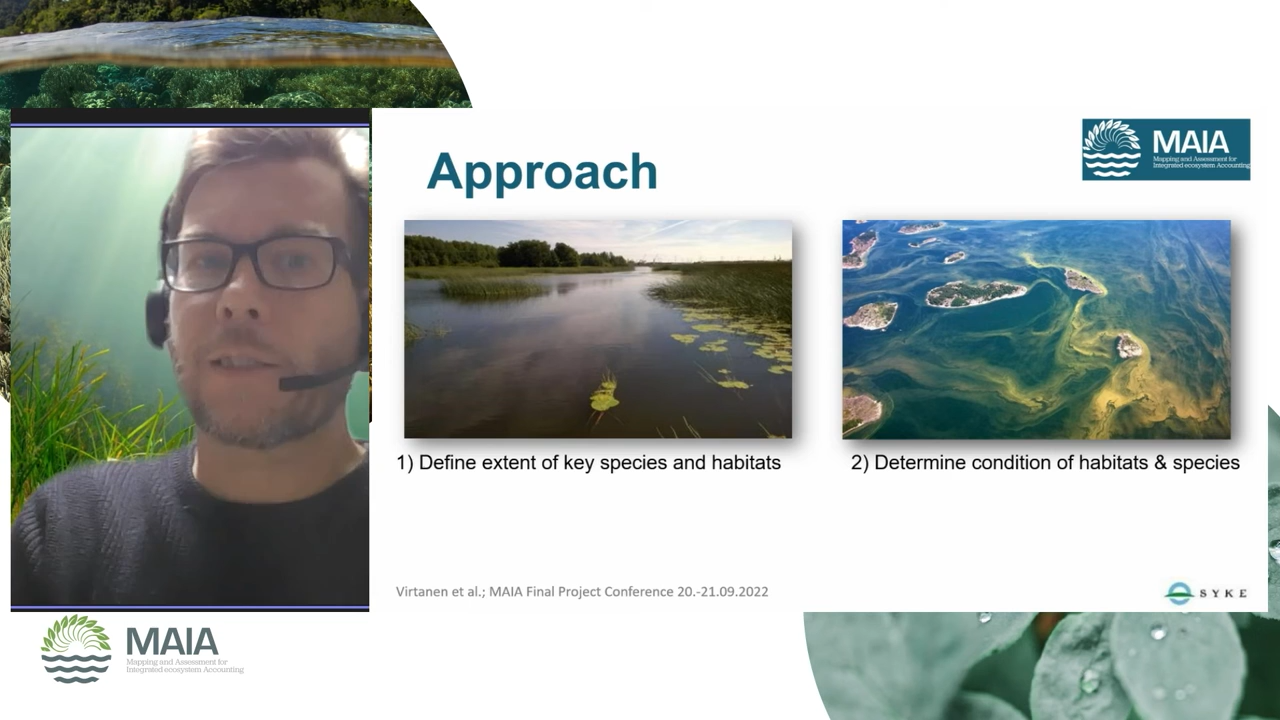 Approach
MAIA
Mapping and Assessment for
Integrated ecosystem Accounting
1) Define extent of key species and habitats
2) Determine condition of habitats & species
Virtanen et al.; MAIA Final Project Conference 20.-21.09.2022
SYKE
MAIA
Mapping and Assessment for
Integrated ecosystem Accounting